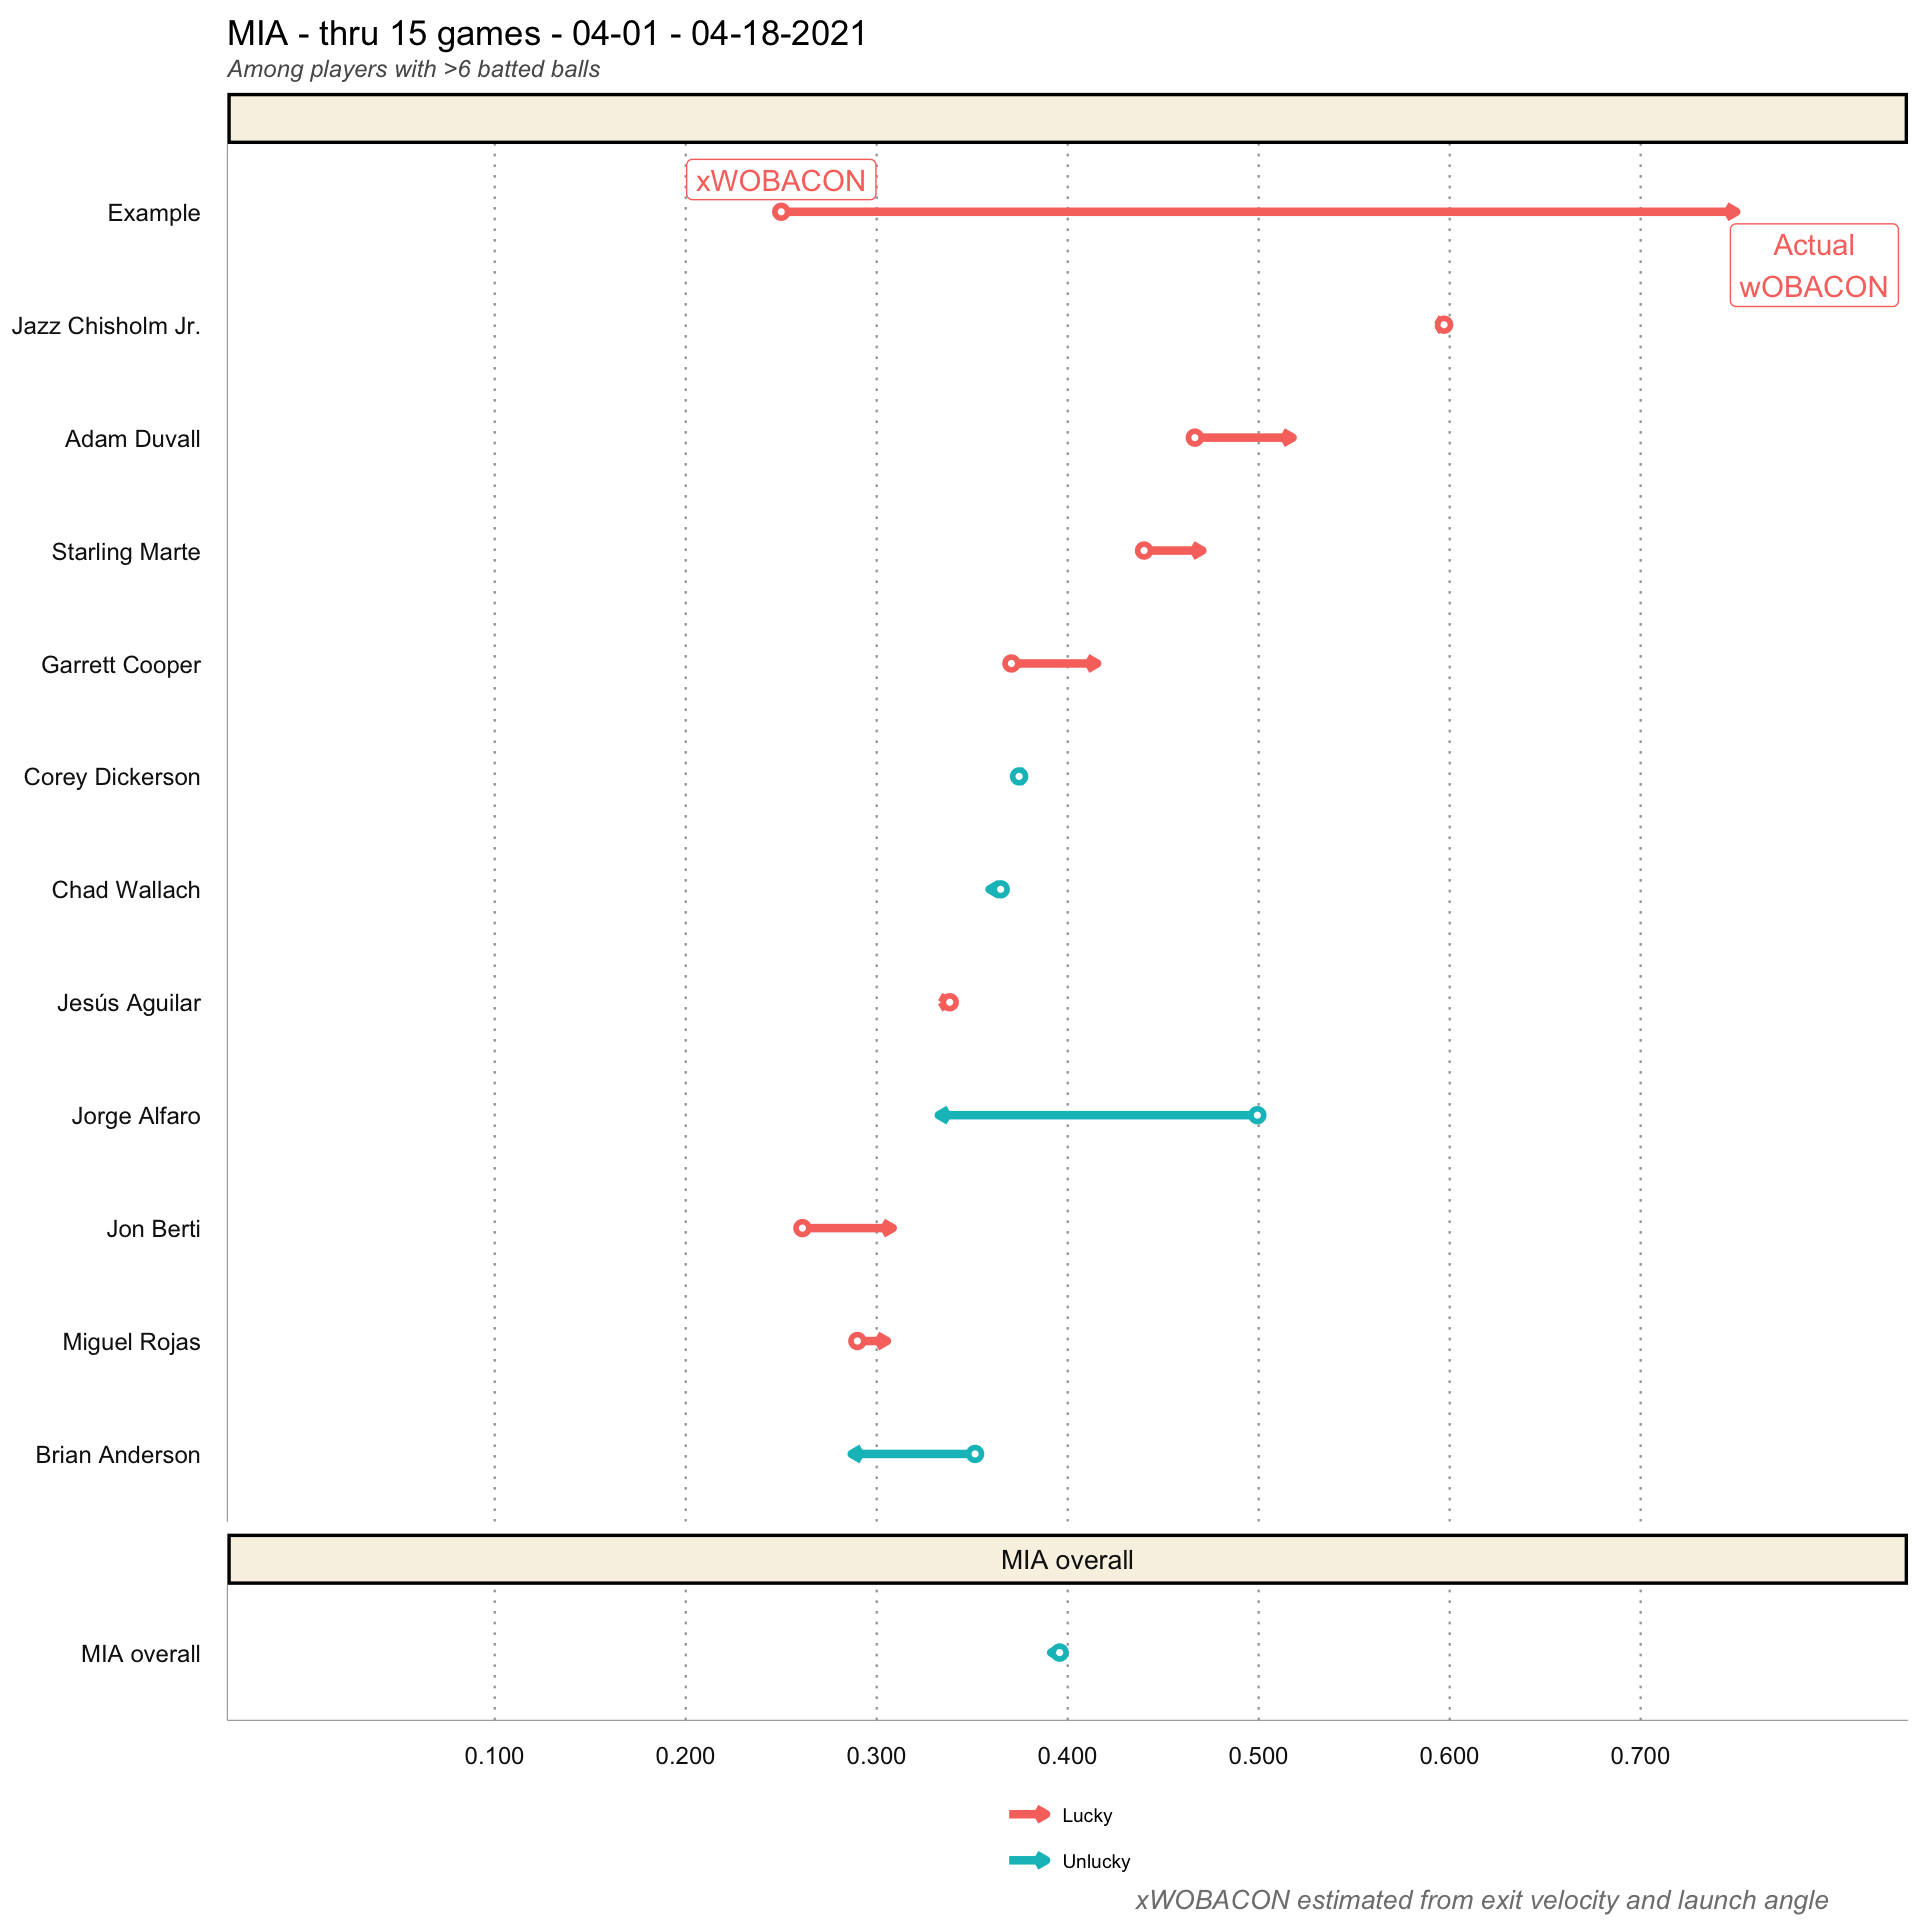 MIA - thru 15 games - 04-01 - 04-18-2021
Among players with >6 batted balls
xWOBACON
Example
Actual
wOBACON
Jazz Chisholm Jr.
Adam Duvall
Starling Marte
Garrett Cooper
Corey Dickerson
Chad Wallach
Jesús Aguilar
Jorge Alfaro
Jon Berti
Miguel Rojas
Brian Anderson
MIA overall
MIA overall
0.100 0.200 0.300 0.400 0.500 0.600 0.700
Lucky
Unlucky
xWOBACON estimated from exit velocity and launch angle